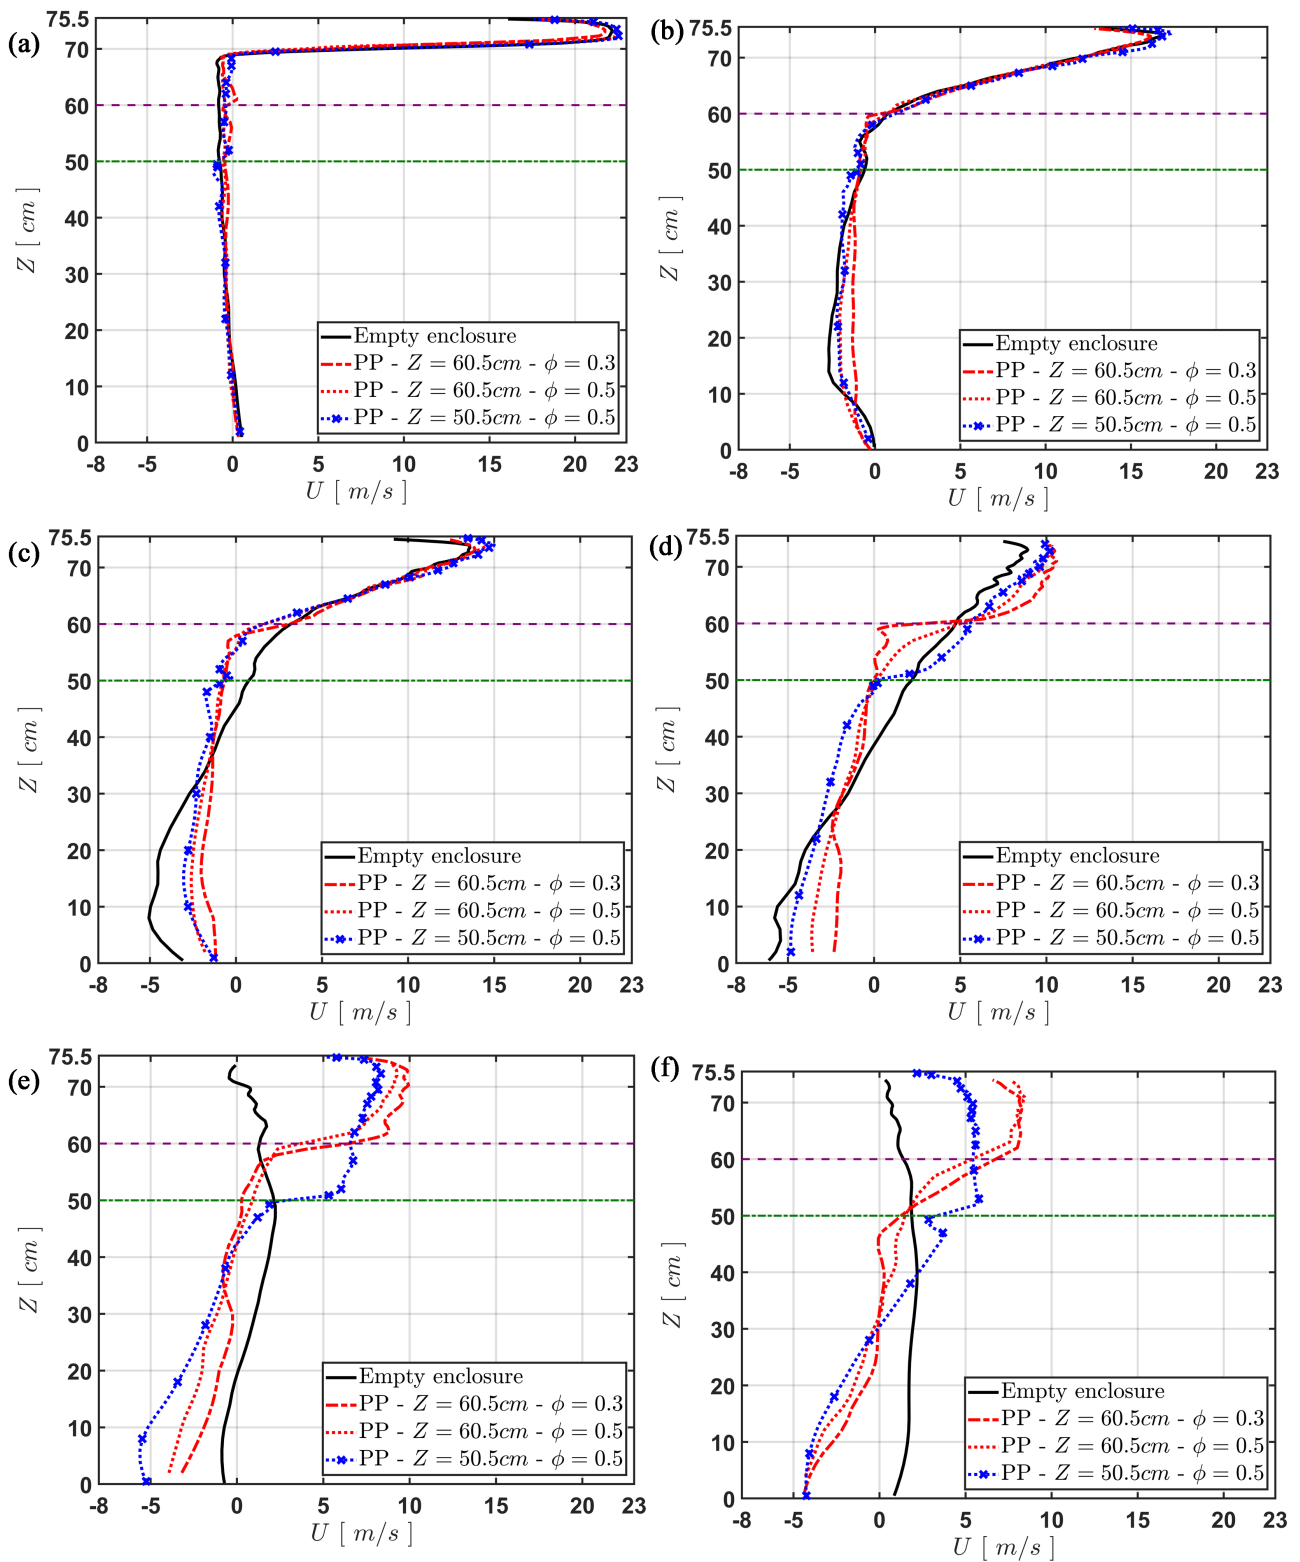 (a)
75.5
70
60
50
40
30
20
10
0
Z [ cm ]
-8 -5 0 5 10 15 20 23
U [ m/s ]
Empty enclosure
PP - Z = 60.5cm - ϕ = 0.3
PP - Z = 60.5cm - ϕ = 0.5
PP - Z = 50.5cm - ϕ = 0.5
(b)
75.5
70
60
50
40
30
20
10
0
Z [ cm ]
-8 -5 0 5 10 15 20 23
U [ m/s ]
Empty enclosure
PP - Z = 60.5cm - ϕ = 0.3
PP - Z = 60.5cm - ϕ = 0.5
PP - Z = 50.5cm - ϕ = 0.5
(c)
75.5
70
60
50
40
30
20
10
0
Z [ cm ]
-8 -5 0 5 10 15 20 23
U [ m/s ]
Empty enclosure
PP - Z = 60.5cm - ϕ = 0.3
PP - Z = 60.5cm - ϕ = 0.5
PP - Z = 50.5cm - ϕ = 0.5
(d)
75.5
70
60
50
40
30
20
10
0
Z [ cm ]
-8 -5 0 5 10 15 20 23
U [ m/s ]
Empty enclosure
PP - Z = 60.5cm - ϕ = 0.3
PP - Z = 60.5cm - ϕ = 0.5
PP - Z = 50.5cm - ϕ = 0.5
(e)
75.5
70
60
50
40
30
20
10
0
Z [ cm ]
-8 -5 0 5 10 15 20 23
U [ m/s ]
Empty enclosure
PP - Z = 60.5cm - ϕ = 0.3
PP - Z = 60.5cm - ϕ = 0.5
PP - Z = 50.5cm - ϕ = 0.5
(f)
75.5
70
60
50
40
30
20
10
0
Z [ cm ]
-8 -5 0 5 10 15 20 23
U [ m/s ]
Empty enclosure
PP - Z = 60.5cm - ϕ = 0.3
PP - Z = 60.5cm - ϕ = 0.5
PP - Z = 50.5cm - ϕ = 0.5